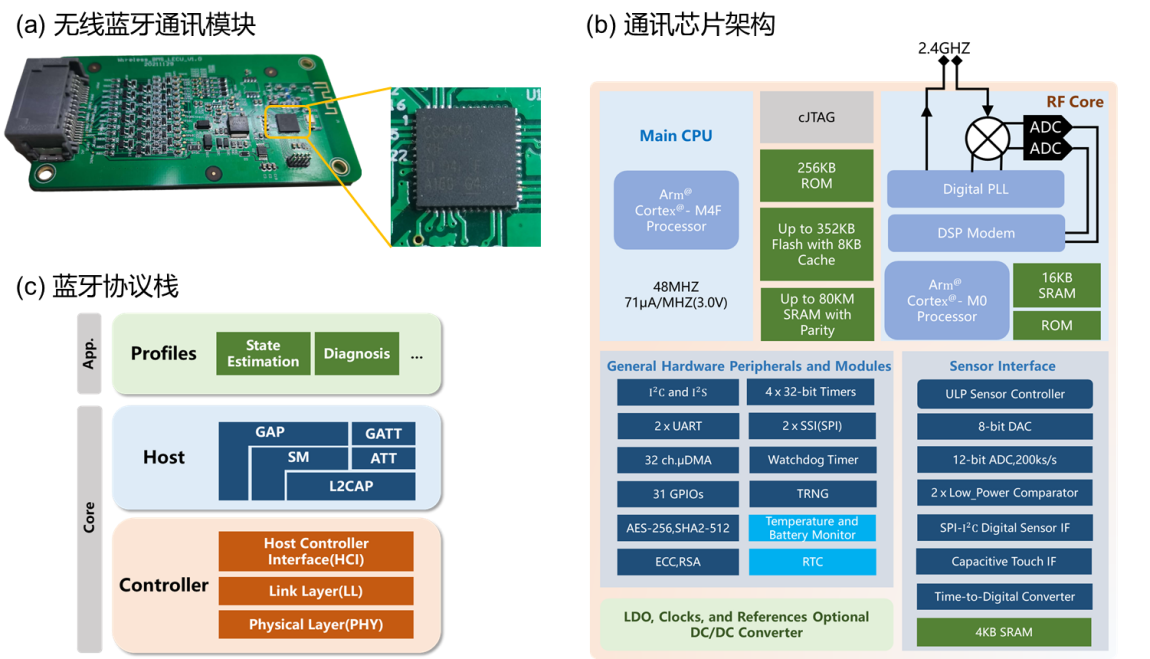 (a) 无线蓝牙通讯模块
Wireless_BMS_LECU_V1.0
20211129
U1
16
22
(b) 通讯芯片架构
2.4GHZ
Main CPU
Arm@
Cortex@- M4F
Processor
48MHZ
71μA/MHZ(3.0V)
cJTAG
256KB
ROM
Up to 352KB
Flash with 8KB
Cache
Up to 80KM
SRAM with
Parity
RF Core
ADC
ADC
Digital PLL
DSP Modem
Arm@
Cortex@- M0
Processor
16KB
SRAM
ROM
General Hardware Peripherals and Modules
I²C and I²S
4 x 32-bit Timers
2 x UART
2 x SSI(SPI)
32 ch.μDMA
Watchdog Timer
31 GPIOs
TRNG
AES-256,SHA2-512
Temperature and
Battery Monitor
ECC,RSA
RTC
LDO, Clocks, and References Optional
DC/DC Converter
Sensor Interface
ULP Sensor Controller
8-bit DAC
12-bit ADC,200ks/s
2 x Low_Power Comparator
SPI-I²C Digital Sensor IF
Capacitive Touch IF
Time-to-Digital Converter
4KB SRAM
(c) 蓝牙协议栈
App.
Profiles
State
Estimation
Diagnosis
...
Core
Host
GAP
GATT
SM
ATT
L2CAP
Controller
Host Controller
Interface(HCI)
Link Layer(LL)
Physical Layer(PHY)